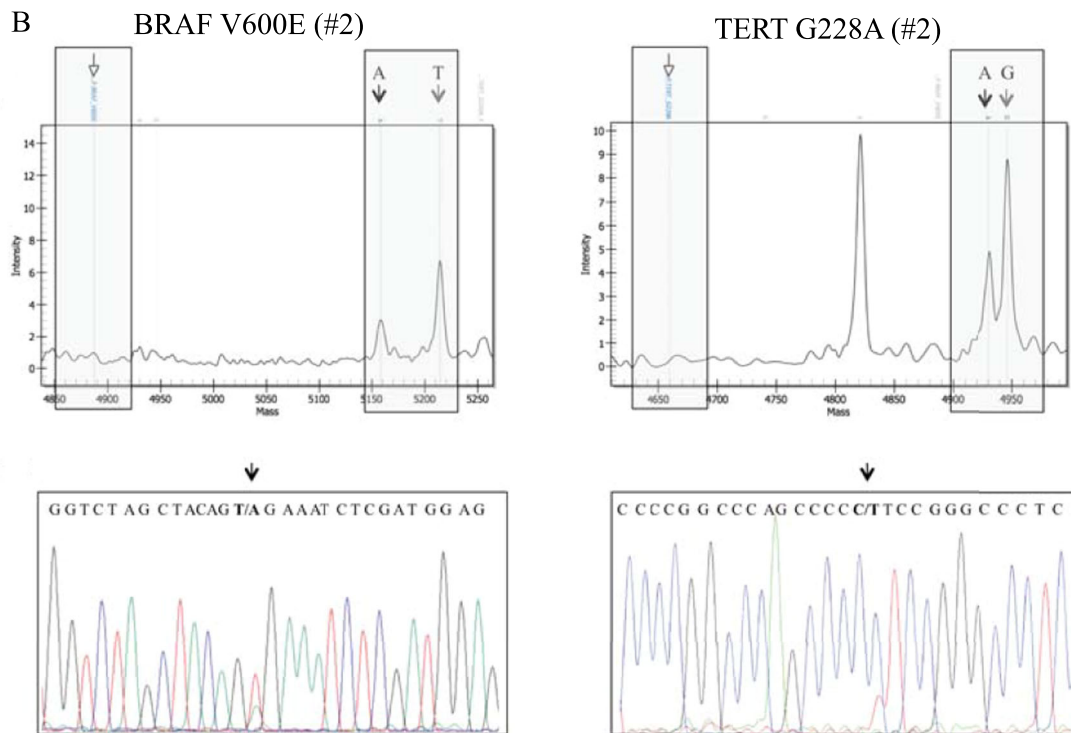 B
BRAF V600E (#2)
TERT G228A (#2)
A T
14
12
10
8
6
4
2
0
Intensity
4850 4900 4950 5000 5050 5100 5150 5200 5250
Mass
A G
10
9
8
7
6
5
4
3
2
1
0
Intensity
4650 4700 4750 4800 4850 4900 4950
Mass
GGTCTAGCTACAGT/AGAAATCTCGATGGAG
CCCCGGCCCAGCCCCC/TTCCGGGCCCTC